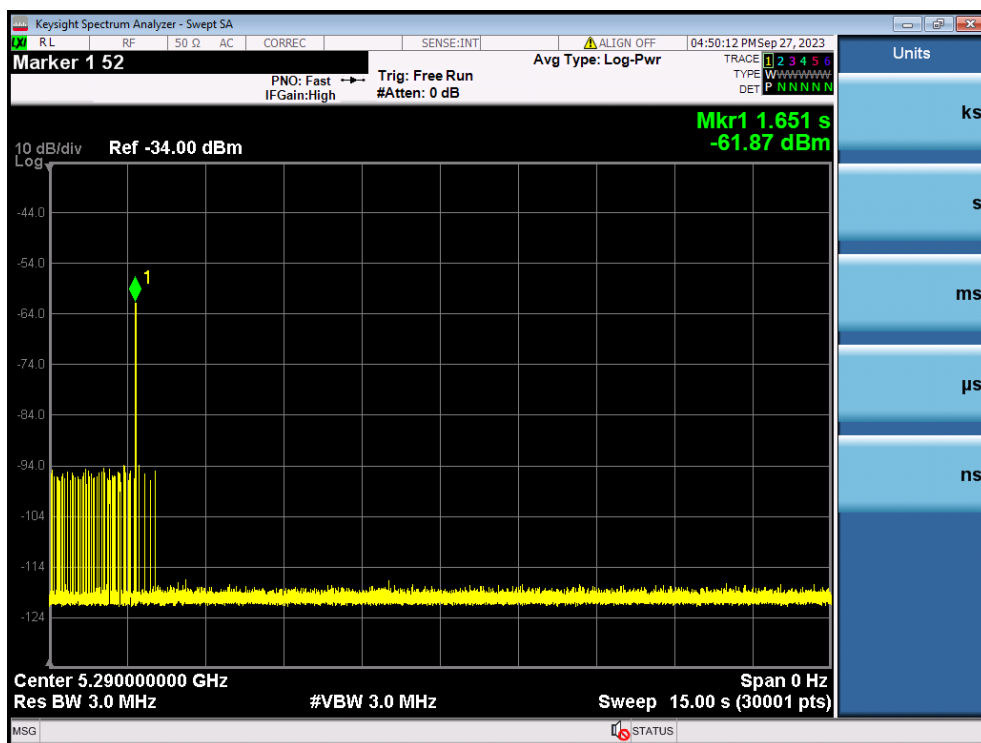 Keysight Spectrum Analyzer - Swept SA
LXI RL RF 50 Ω AC CORREC SENSE:INT ALIGN OFF 04:50:12 PM Sep 27, 2023
Marker 1 52
PNO: Fast
IFGain:High
Trig: Free Run
#Atten: 0 dB
Avg Type: Log-Pwr
TRACE 1 2 3 4 5 6
TYPE WWWWWW
DET P N N N N N
Mkr1 1.651 s
-61.87 dBm
10 dB/div
Log
Ref -34.00 dBm
-44.0
-54.0
1
-64.0
-74.0
-84.0
-94.0
-104
-114
-124
Center 5.290000000 GHz
Span 0 Hz
Res BW 3.0 MHz
#VBW 3.0 MHz
Sweep 15.00 s (30001 pts)
MSG
STATUS
Units
ks
s
ms
µs
ns